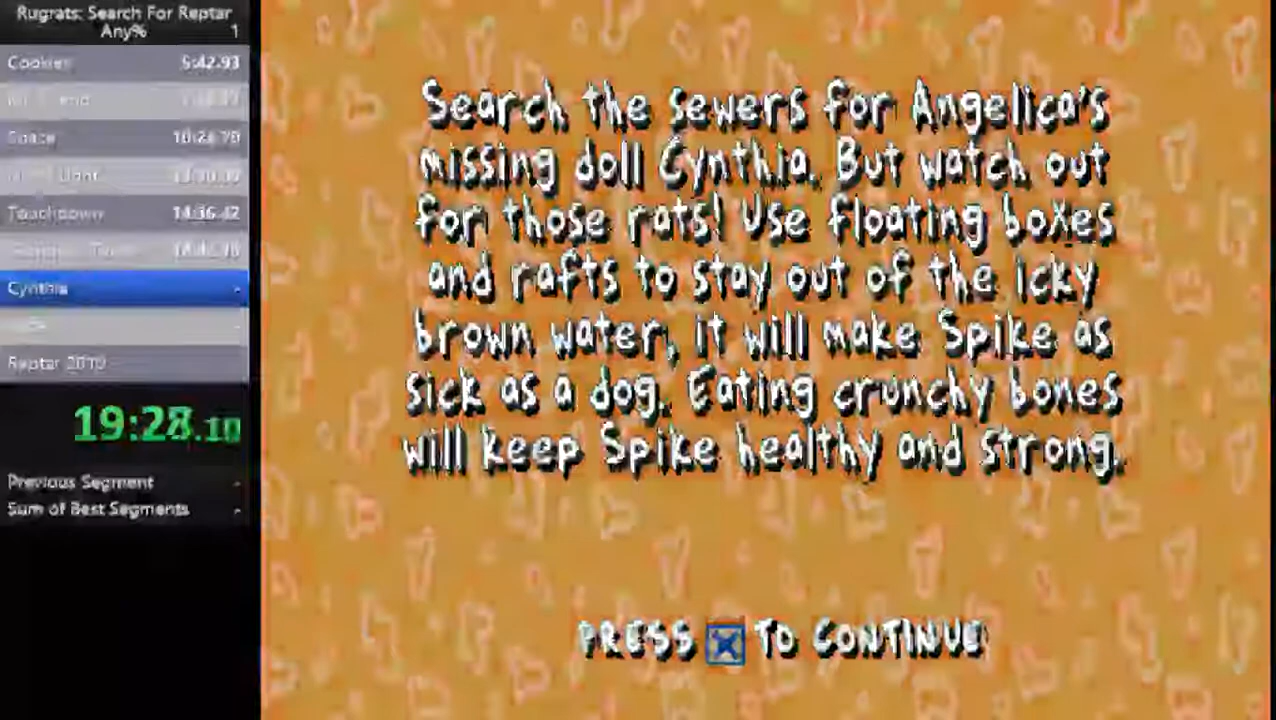 Rugrats: Search For Reptar
Any% 1
Cookies 5:42.93
Space
Touchdown 14:36.42
Cynthia -
Reptar 2010
19:28.10
Previous Segment -
Sum of Best Segments -
Search the sewers for Angelica's
missing doll Cynthia. But watch out
for those rats! Use floating boxes
and rafts to stay out of the icky
brown water, it will make Spike as
sick as a dog. Eating crunchy bones
will keep Spike healthy and strong.
PRESS X TO CONTINUE